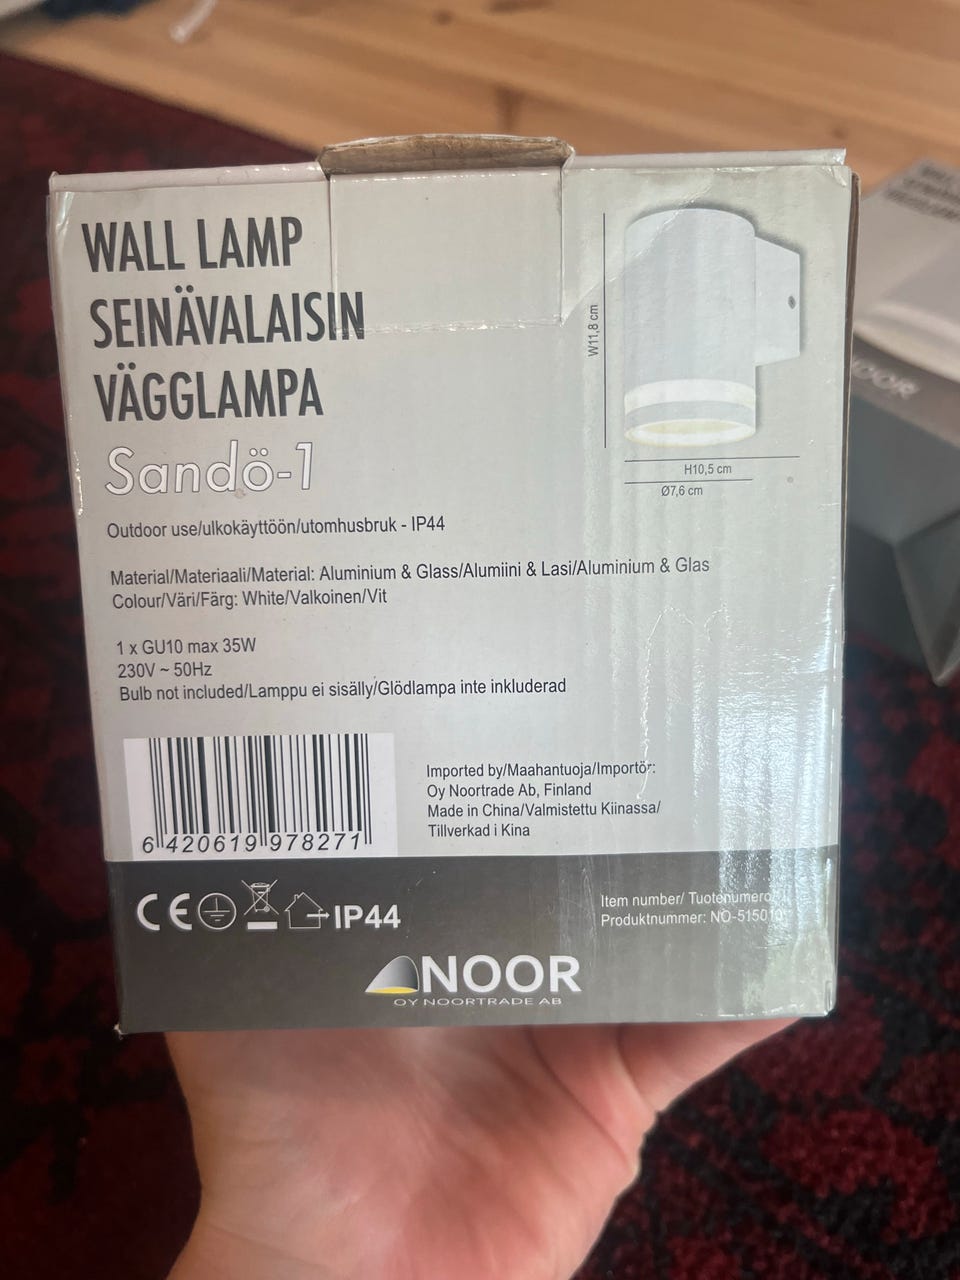 WALL LAMP
SEINÄVALAISIN
VÄGGLAMPA
Sandö-1
W11,8 cm
H10,5 cm
Ø7,6 cm
Outdoor use/ulkokäyttöön/utomhusbruk - IP44
Material/Materiaali/Material: Aluminium & Glass/Alumiini & Lasi/Aluminium & Glas
Colour/Väri/Färg: White/Valkoinen/Vit
1 x GU10 max 35W
230V ~ 50Hz
Bulb not included/Lamppu ei sisälly/Glödlampa inte inkluderad
6 420619 978271
Imported by/Maahantuoja/Importör:
Oy Noortrade Ab, Finland
Made in China/Valmistettu Kiinassa/
Tillverkad i Kina
CE IP44
Item number/ Tuotenumero/
Produktnummer:
NOOR
OY NOORTRADE AB
NOOR